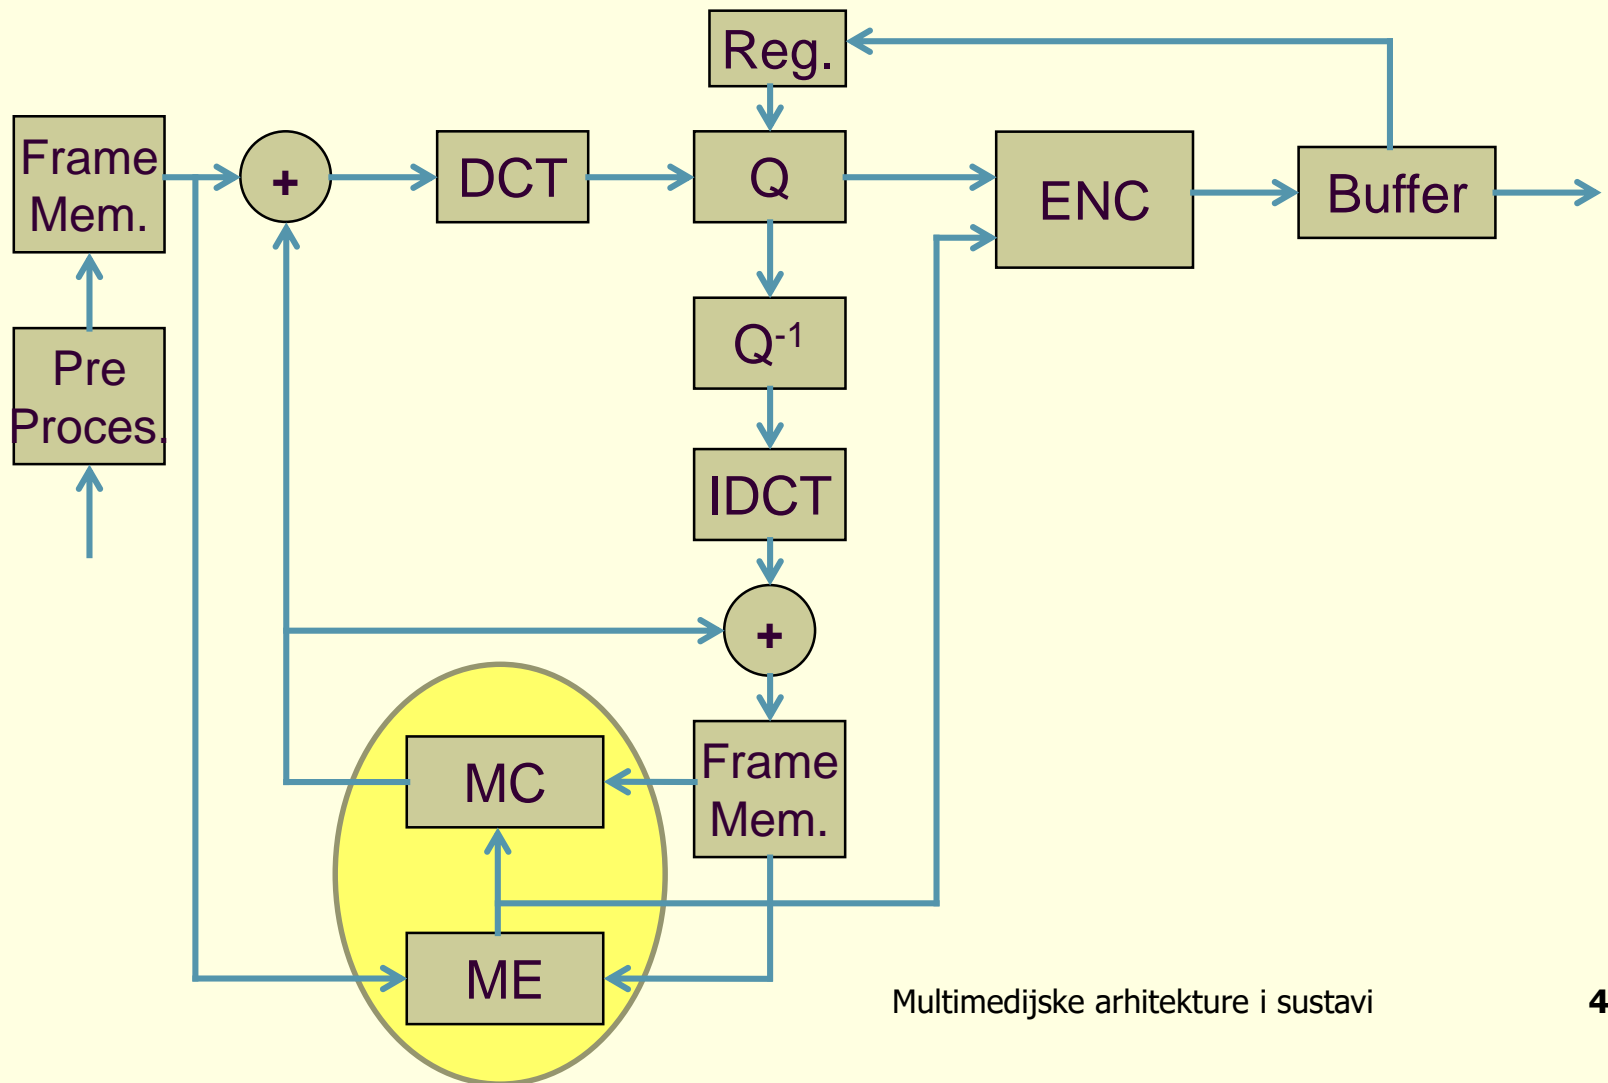 Reg.
Frame
Mem.
+
DCT
Q
ENC
Buffer
Pre
Proces.
Q-1
IDCT
+
MC
Frame
Mem.
ME
Multimedijske arhitekture i sustavi
4